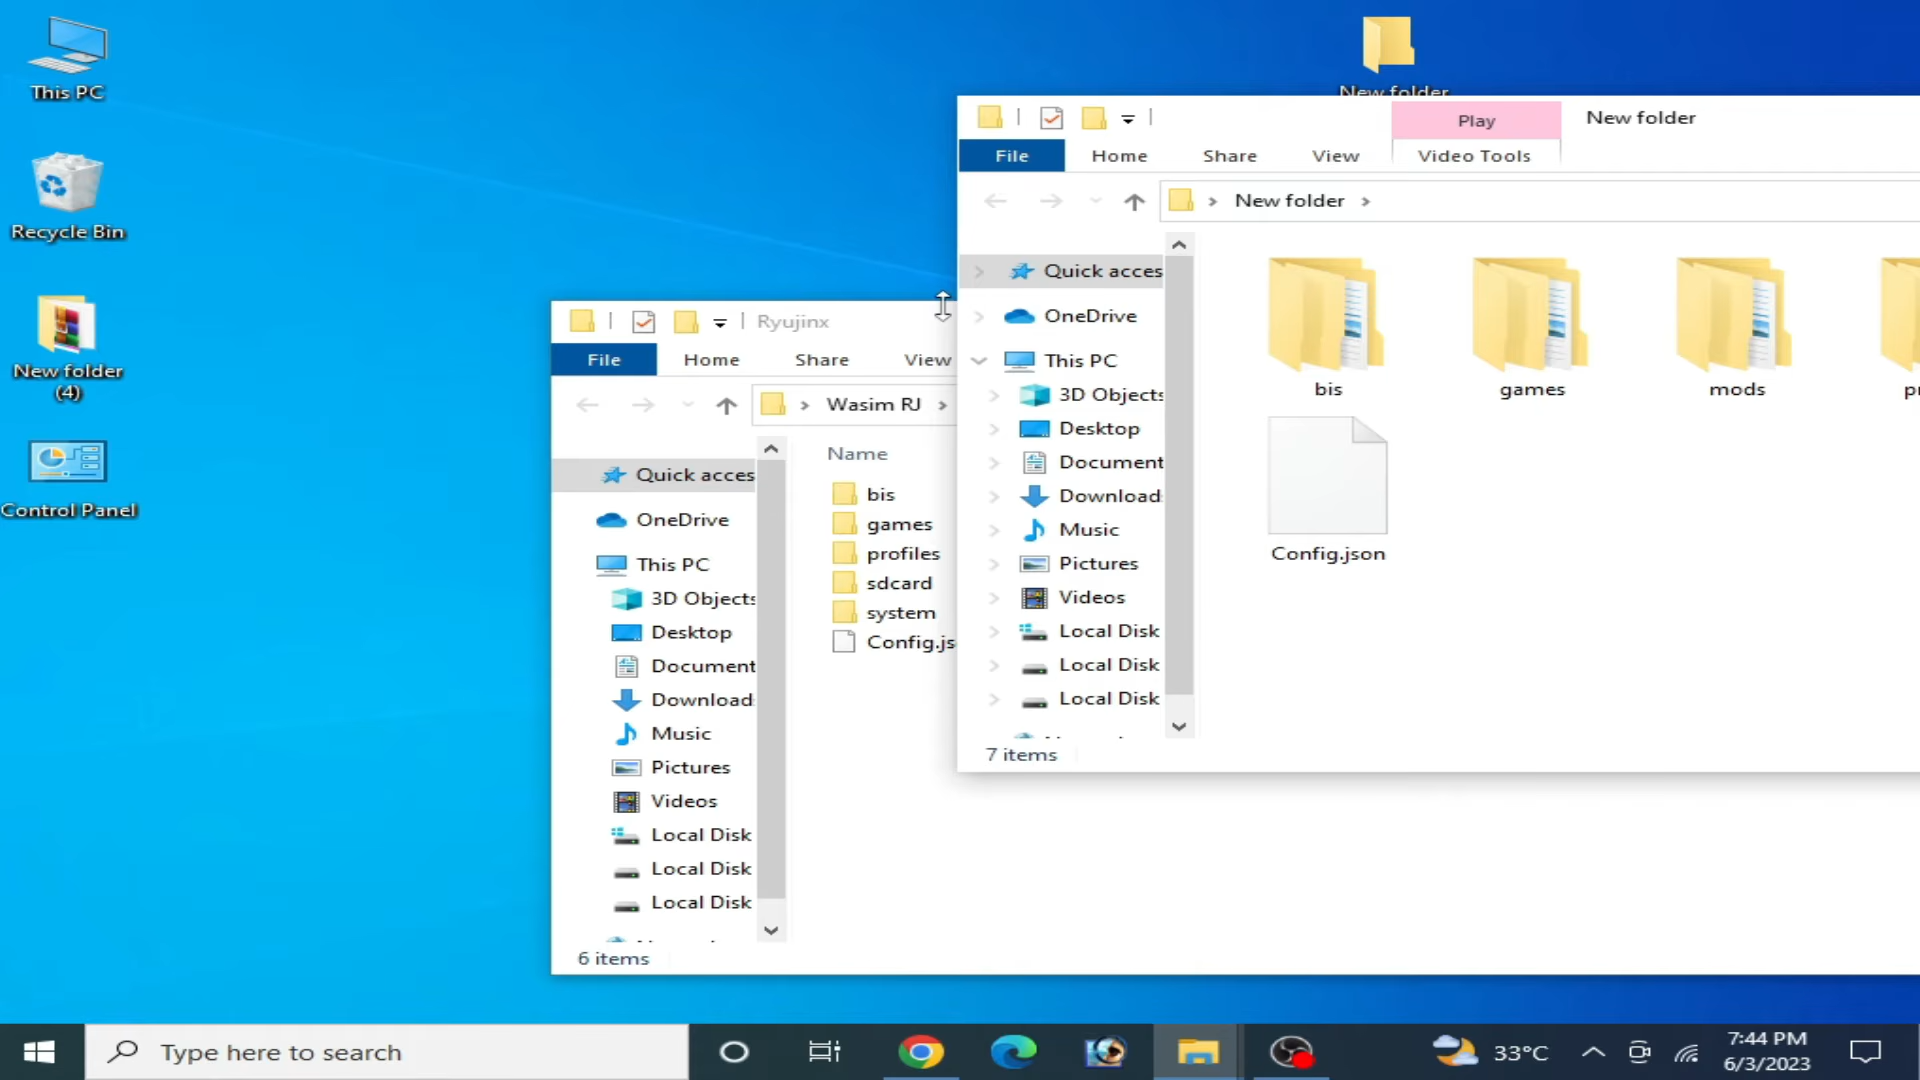 This PC
Recycle Bin
New folder
(4)
Control Panel
New folder
Play
New folder
File
Home
Share
View
Video Tools
New folder
Quick acces
OneDrive
This PC
3D Objects
Desktop
Document
Download
Music
Pictures
Videos
Local Disk
Local Disk
Local Disk
bis
games
mods
Config.json
7 items
Ryujinx
File
Home
Share
View
Wasim RJ
Quick acces
OneDrive
This PC
3D Objects
Desktop
Document
Download
Music
Pictures
Videos
Local Disk
Local Disk
Local Disk
Name
bis
games
profiles
sdcard
system
Config.js
6 items
Type here to search
33°C
7:44 PM
6/3/2023